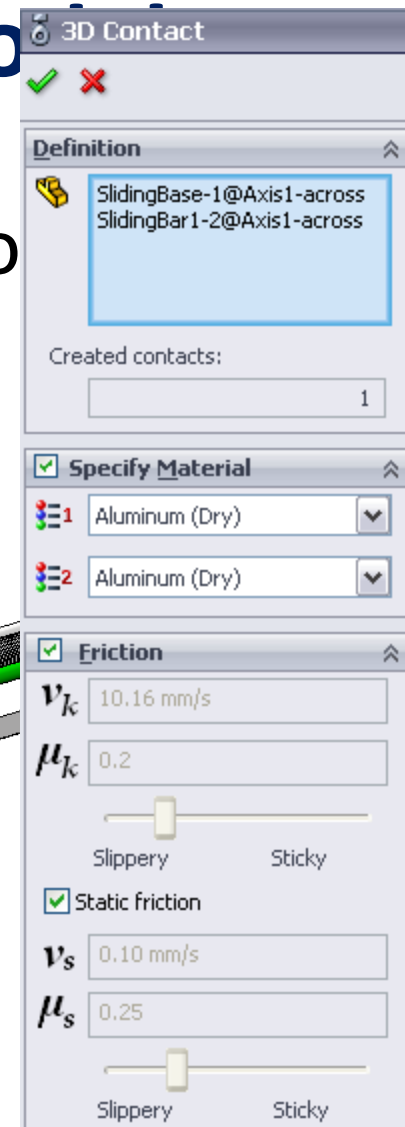 3D Contact
Definition
SlidingBase-1@Axis1-across
SlidingBar1-2@Axis1-across
Created contacts:
1
Specify Material
1 Aluminum (Dry)
2 Aluminum (Dry)
Friction
vk 10.16 mm/s
μk 0.2
Slippery Sticky
Static friction
vs 0.10 mm/s
μs 0.25
Slippery Sticky